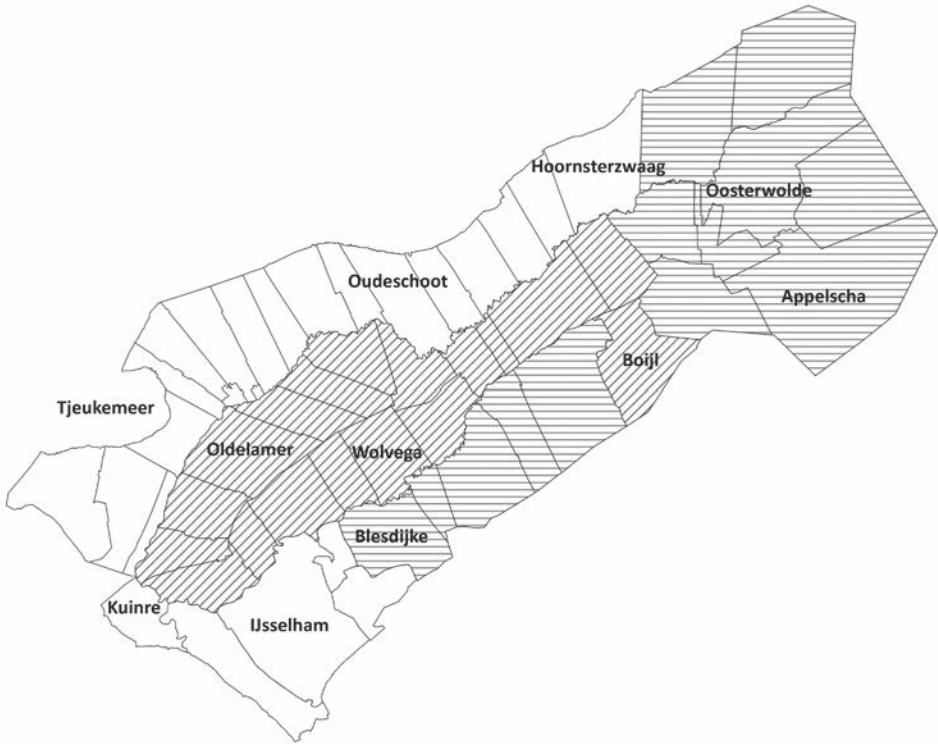 Hoornsterzwaag
Oosterwolde
Oudeschoot
Appelscha
Boijl
Tjeukemeer
Oldelamer
Wolvega
Blesdijke
Kuinre
IJsselham